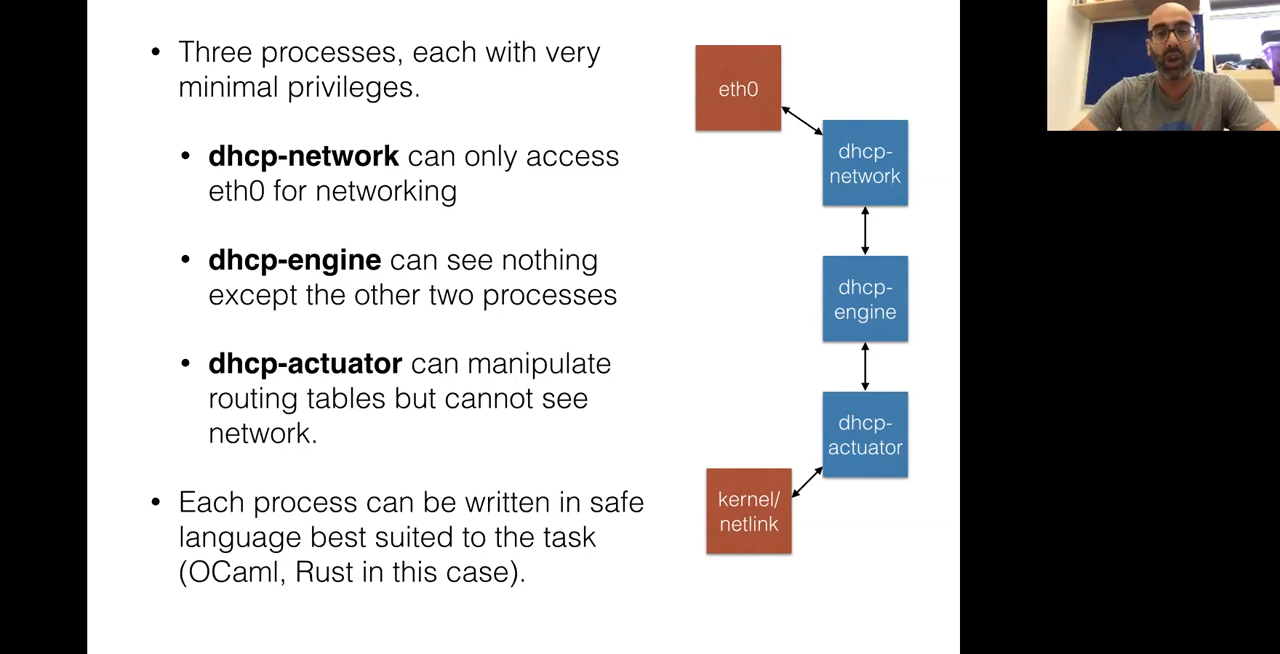 • Three processes, each with very
minimal privileges.
• dhcp-network can only access
eth0 for networking
• dhcp-engine can see nothing
except the other two processes
• dhcp-actuator can manipulate
routing tables but cannot see
network.
• Each process can be written in safe
language best suited to the task
(OCaml, Rust in this case).
eth0
dhcp-
network
dhcp-
engine
dhcp-
actuator
kernel/
netlink